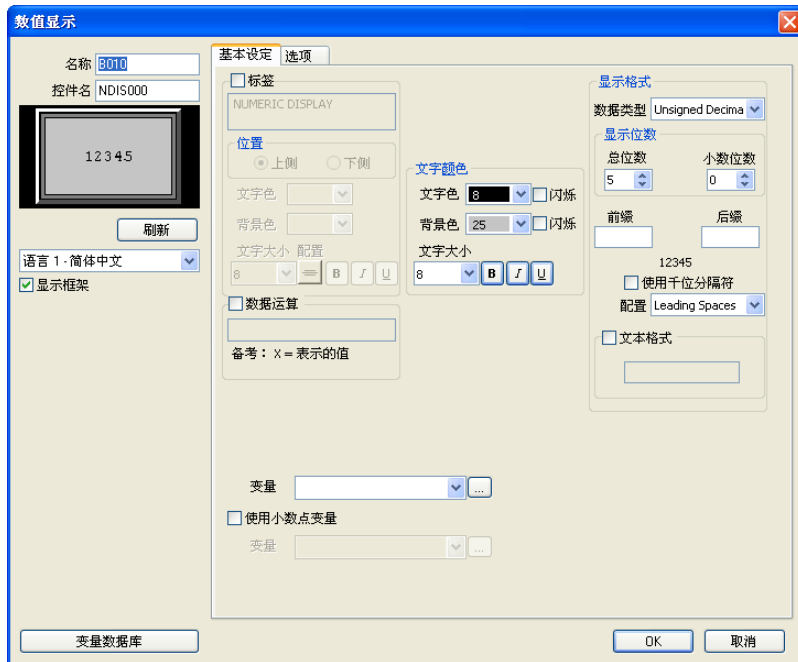 数值显示
名称 B010
控件名 NDIS000
12345
刷新
语言 1 - 简体中文
显示框架
变量数据库
基本设定 选项
标签
NUMERIC DISPLAY
位置
上侧 下侧
文字色
背景色
文字大小 配置
8 B I U
数据运算
备考： X = 表示的值
文字颜色
文字色 8 闪烁
背景色 25 闪烁
文字大小
8 B I U
显示格式
数据类型 Unsigned Decima
显示位数
总位数 小数位数
5 0
前缀 后缀
12345
使用千位分隔符
配置 Leading Spaces
文本格式
变量 ...
使用小数点变量
变量 ...
OK 取消